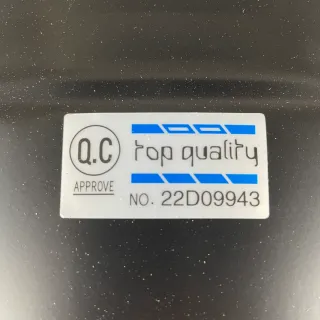 Q.C
APPROVE
top quality
NO. 22D09943